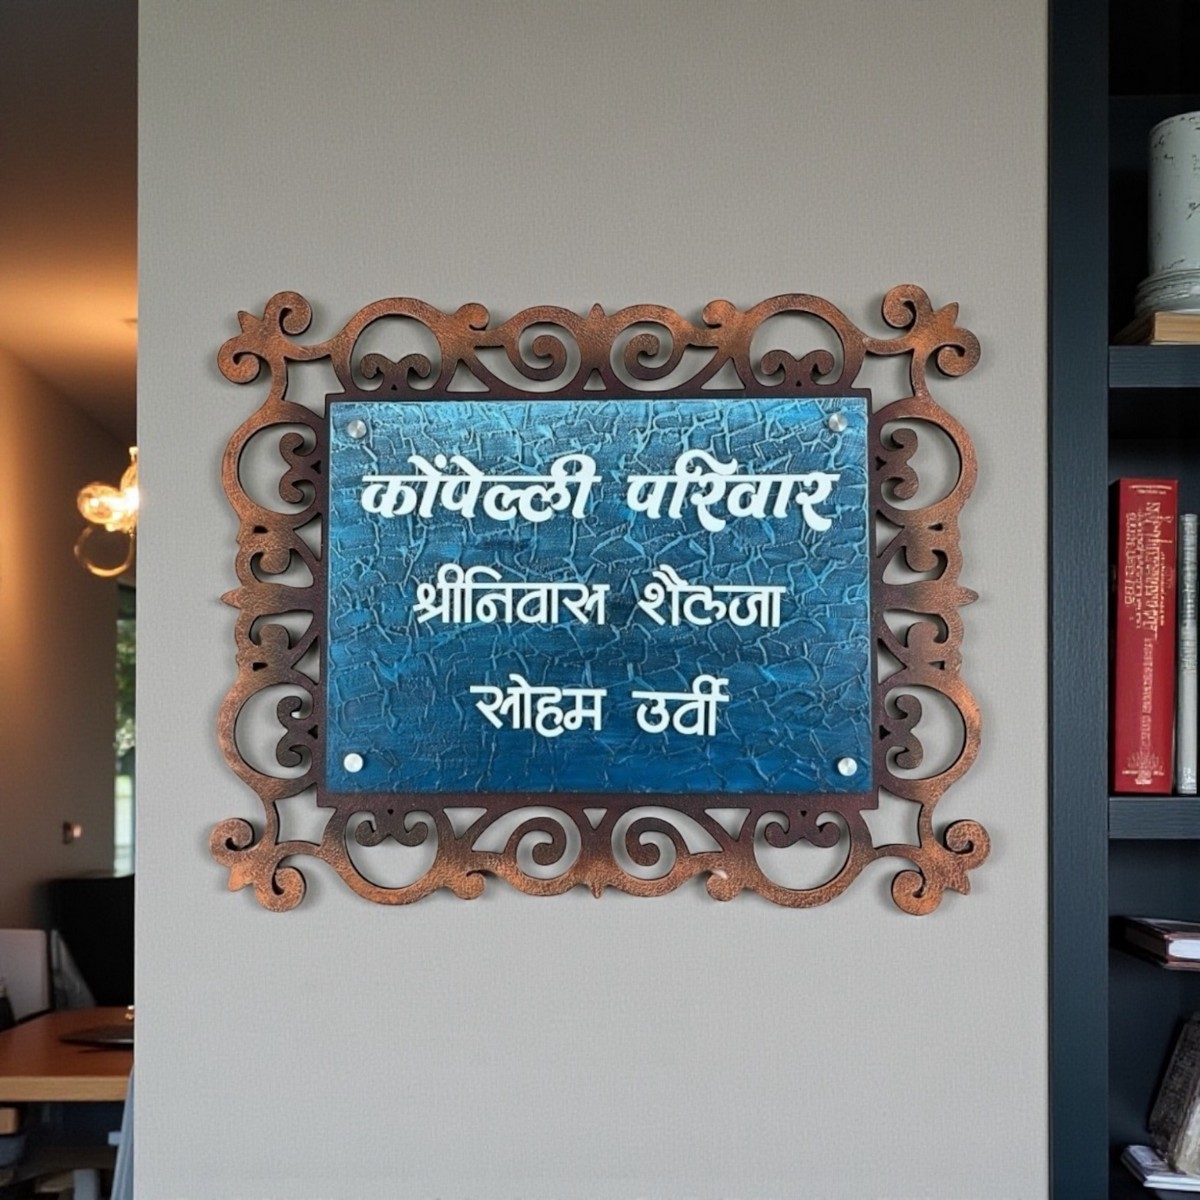 कोंपेल्ली परिवार
श्रीनिवास शैलजा
सोहम उर्वी